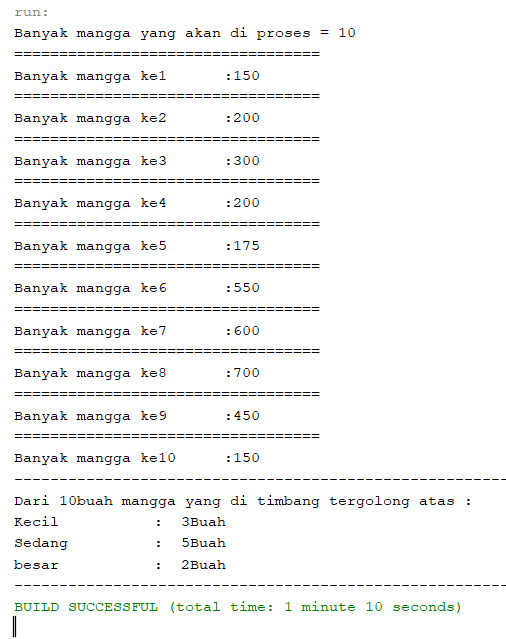 run:
Banyak mangga yang akan di proses = 10
==================================
Banyak mangga ke1 :150
==================================
Banyak mangga ke2 :200
==================================
Banyak mangga ke3 :300
==================================
Banyak mangga ke4 :200
==================================
Banyak mangga ke5 :175
==================================
Banyak mangga ke6 :550
==================================
Banyak mangga ke7 :600
==================================
Banyak mangga ke8 :700
==================================
Banyak mangga ke9 :450
==================================
Banyak mangga ke10 :150
-------------------------------------------------------
Dari 10buah mangga yang di timbang tergolong atas :
Kecil : 3Buah
Sedang : 5Buah
besar : 2Buah
-------------------------------------------------------
BUILD SUCCESSFUL (total time: 1 minute 10 seconds)